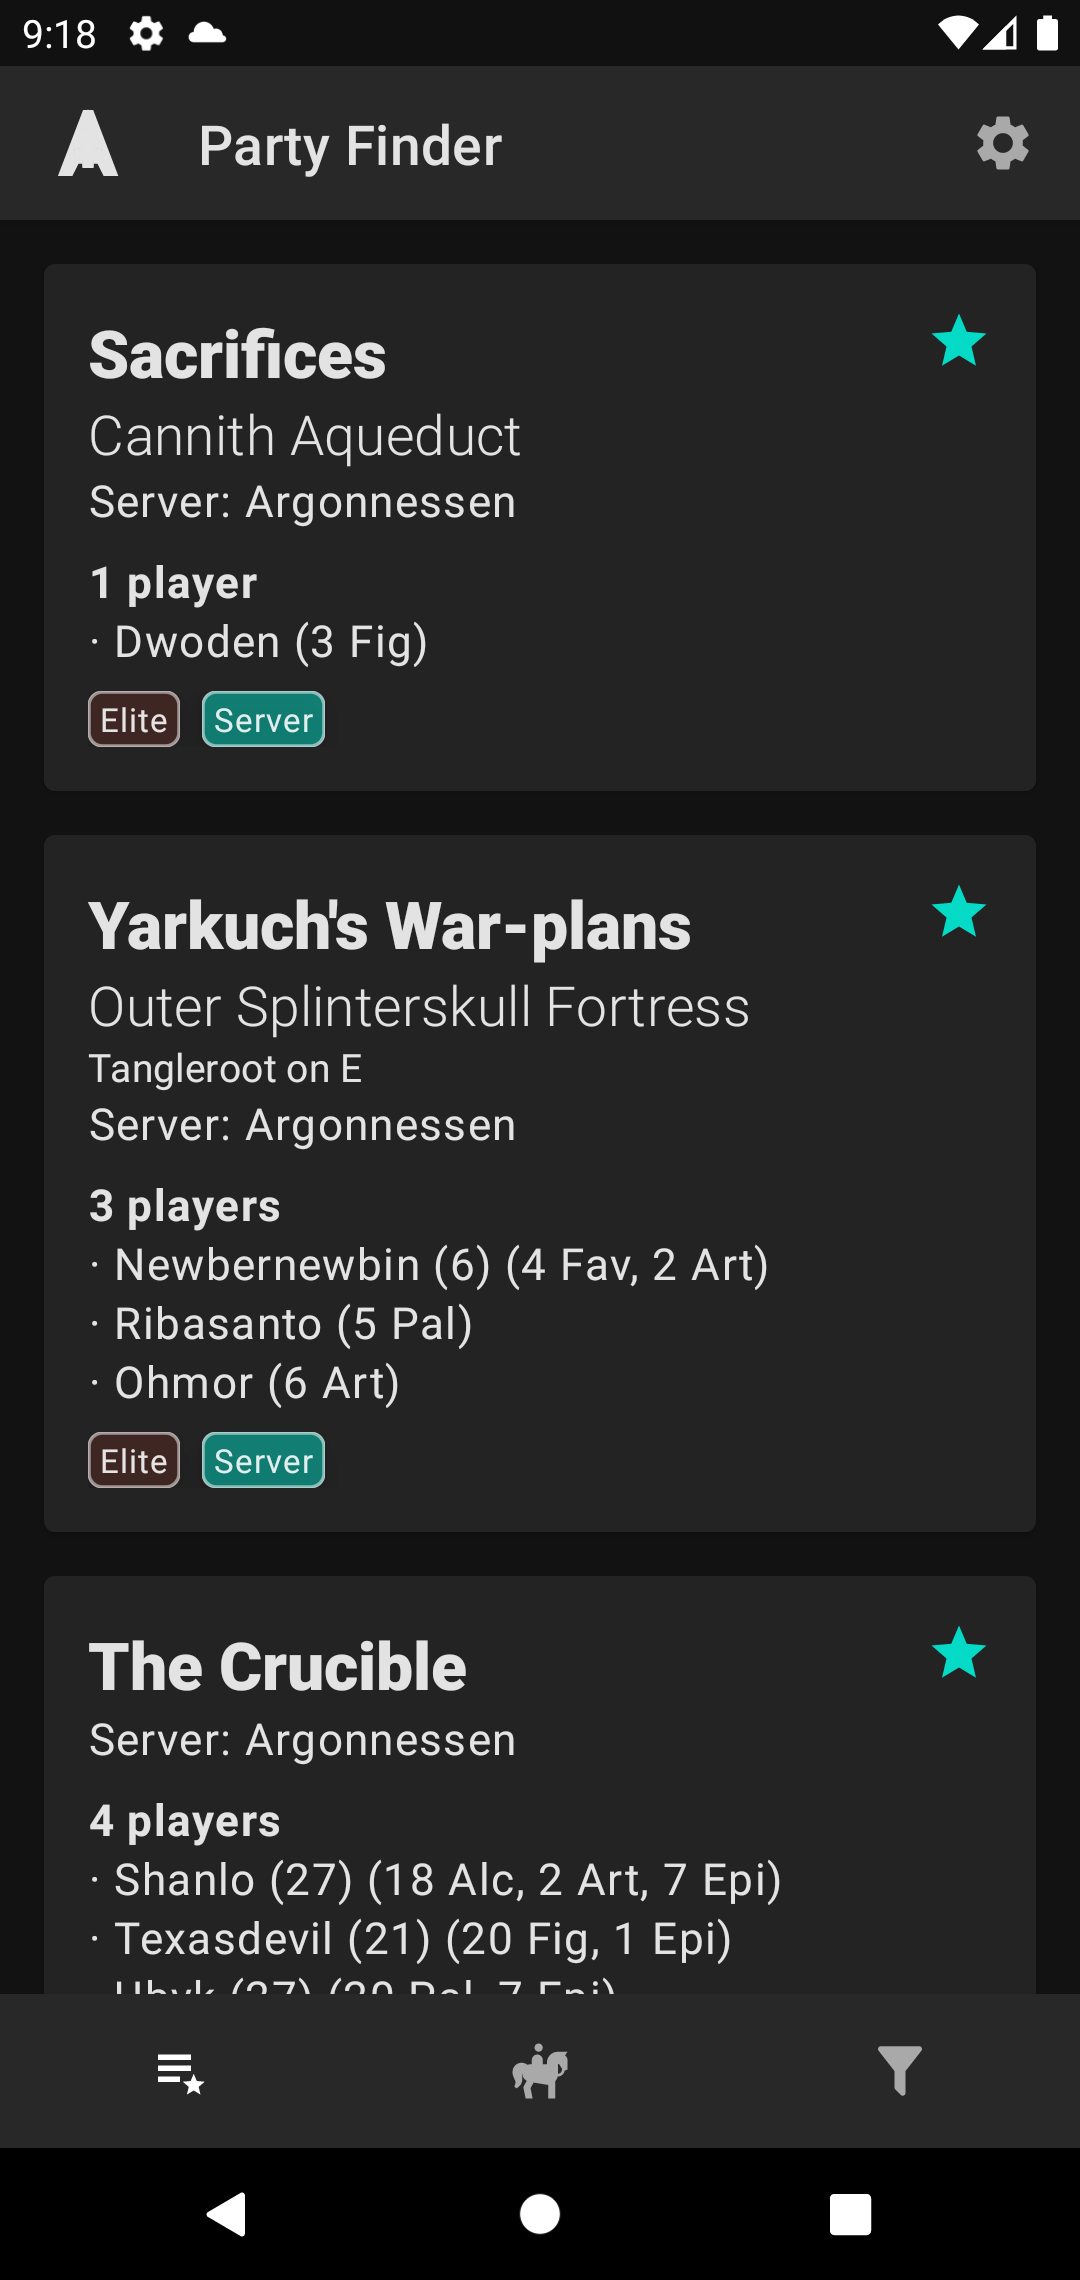 9:18
Party Finder
Sacrifices
Cannith Aqueduct
Server: Argonnessen
1 player
· Dwoden (3 Fig)
Elite Server
Yarkuch's War-plans
Outer Splinterskull Fortress
Tangleroot on E
Server: Argonnessen
3 players
· Newbernewbin (6) (4 Fav, 2 Art)
· Ribasanto (5 Pal)
· Ohmor (6 Art)
Elite Server
The Crucible
Server: Argonnessen
4 players
· Shanlo (27) (18 Alc, 2 Art, 7 Epi)
· Texasdevil (21) (20 Fig, 1 Epi)